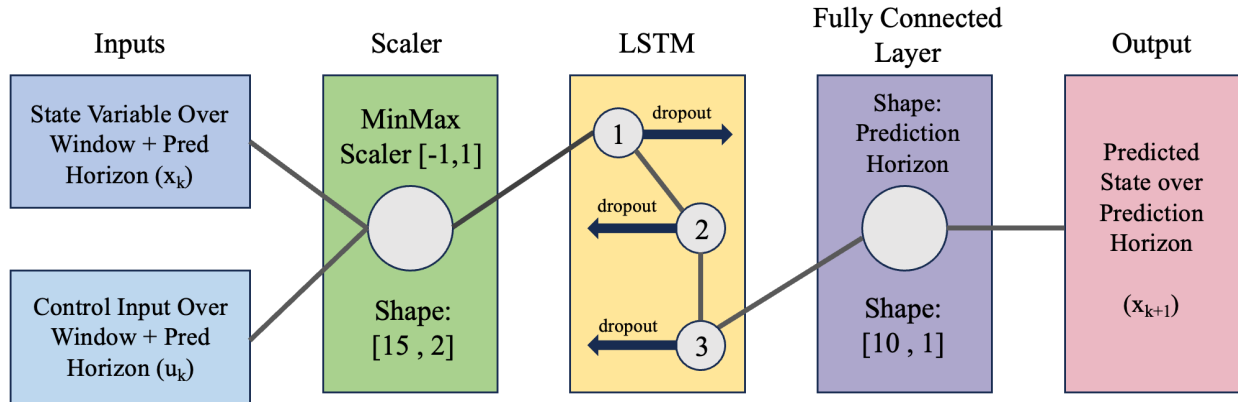 Inputs
State Variable Over
Window + Pred
Horizon (xₖ)
Control Input Over
Window + Pred
Horizon (uₖ)
Scaler
MinMax
Scaler [-1,1]
Shape:
[15 , 2]
LSTM
1
dropout
dropout
2
dropout
3
Fully Connected
Layer
Shape:
Prediction
Horizon
Shape:
[10 , 1]
Output
Predicted
State over
Prediction
Horizon
(xₖ₊₁)